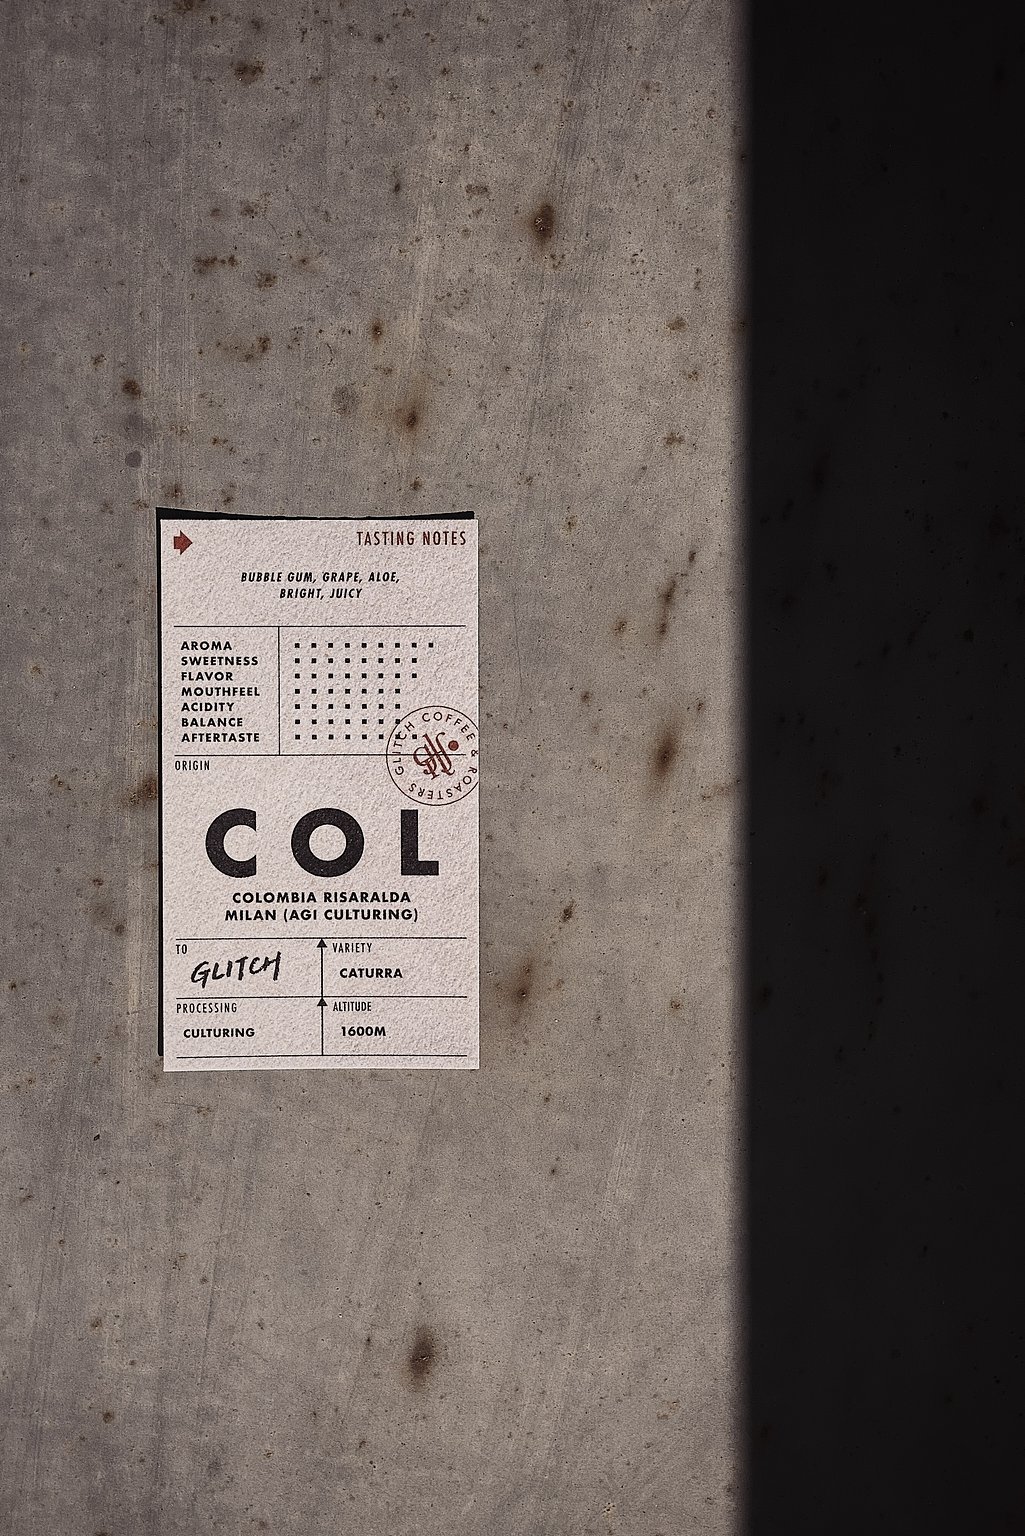 TASTING NOTES
BUBBLE GUM, GRAPE, ALOE,
BRIGHT, JUICY
AROMA
SWEETNESS
FLAVOR
MOUTHFEEL
ACIDITY
BALANCE
AFTERTASTE
GLITCH COFFEE & ROASTERS
ORIGIN
COL
COLOMBIA RISARALDA
MILAN (AGI CULTURING)
TO
GLITCH
VARIETY
CATURRA
PROCESSING
CULTURING
ALTITUDE
1600M